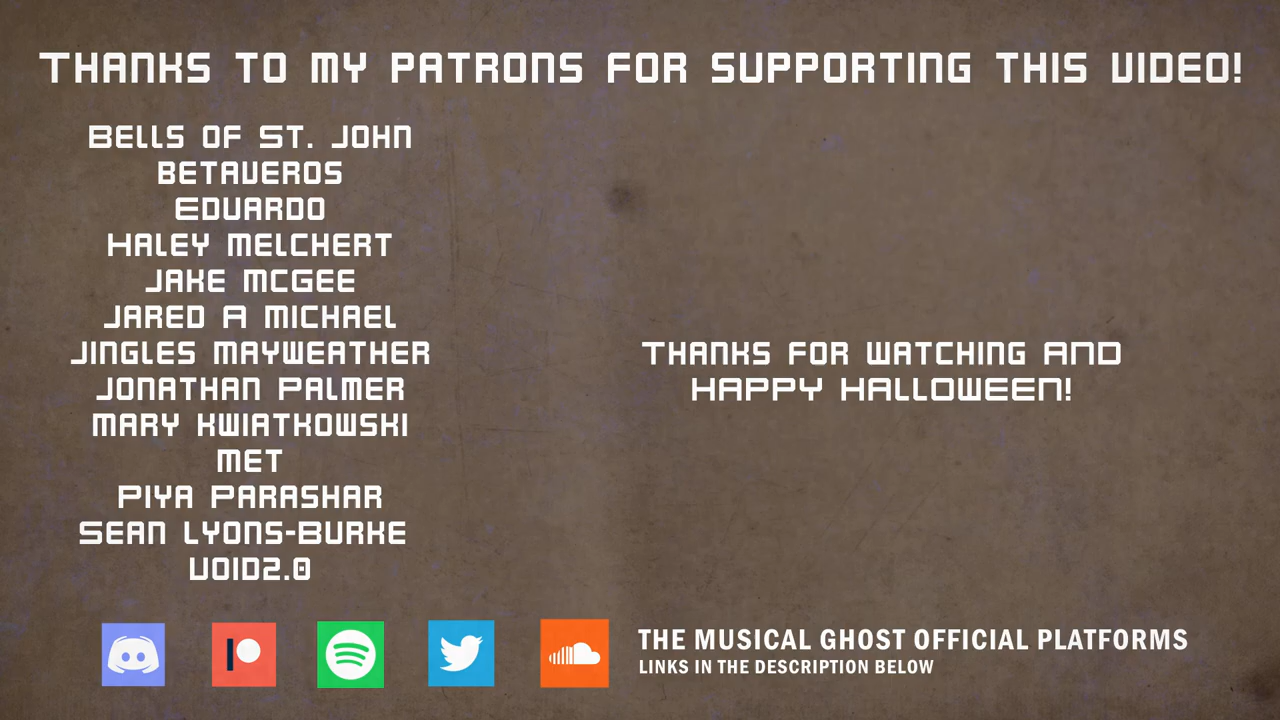 THANKS TO MY PATRONS FOR SUPPORTING THIS VIDEO!
BELLS OF ST. JOHN
BETAVEROS
EDUARDO
HALEY MELCHERT
JAKE MCGEE
JARED A MICHAEL
JINGLES MAYWEATHER
JONATHAN PALMER
MARY KWIATKOWSKI
MET
PIYA PARASHAR
SEAN LYONS-BURKE
VOID2.0
THANKS FOR WATCHING AND
HAPPY HALLOWEEN!
THE MUSICAL GHOST OFFICIAL PLATFORMS
LINKS IN THE DESCRIPTION BELOW